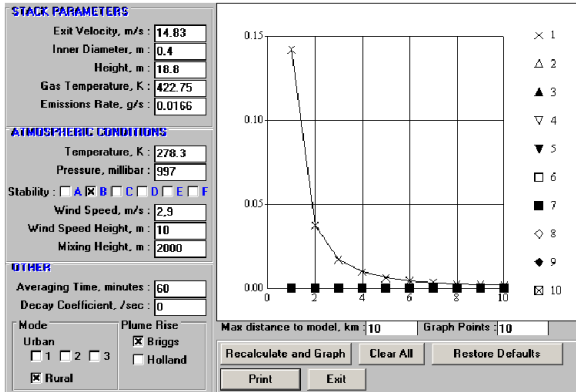 STACK PARAMETERS
Exit Velocity, m/s : 14.83
Inner Diameter, m : 0.4
Height, m : 18.8
Gas Temperature, K : 422.75
Emissions Rate, g/s : 0.0166
ATMOSPHERIC CONDITIONS
Temperature, K : 278.3
Pressure, millibar : 997
Stability : A B C D E F
Wind Speed, m/s : 2,9
Wind Speed Height, m : 10
Mixing Height, m : 2000
OTHER
Averaging Time, minutes : 60
Decay Coefficient, /sec : 0
Mode
Urban
1 2 3
Rural
Plume Rise
Briggs
Holland
0.15
0.10
0.05
0.00
0 2 4 6 8 10
1
2
3
4
5
6
7
8
9
10
Max distance to model, km : 10 Graph Points : 10
Recalculate and Graph Clear All Restore Defaults
Print Exit